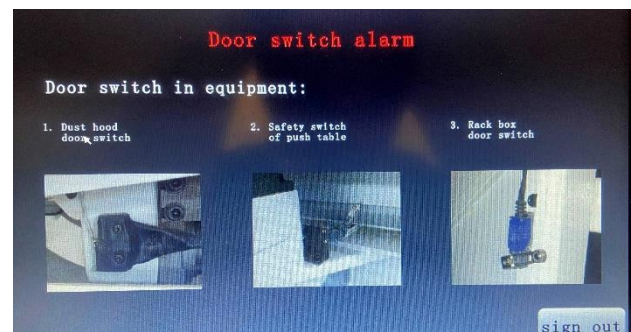 Door switch alarm
Door switch in equipment:
1. Dust hood
door switch
2. Safety switch
of push table
3. Rack box
door switch
sign out